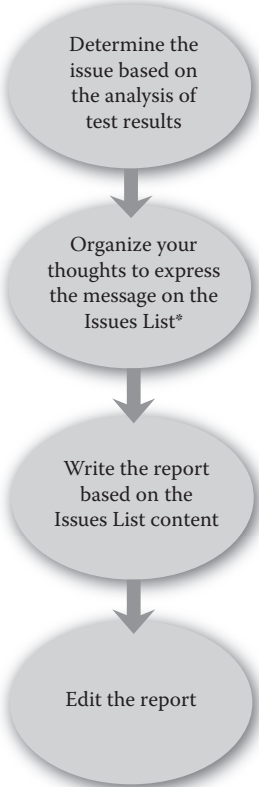 Determine the
issue based on
the analysis of
test results
Organize your
thoughts to express
the message on the
Issues List*
Write the report
based on the
Issues List content
Edit the report